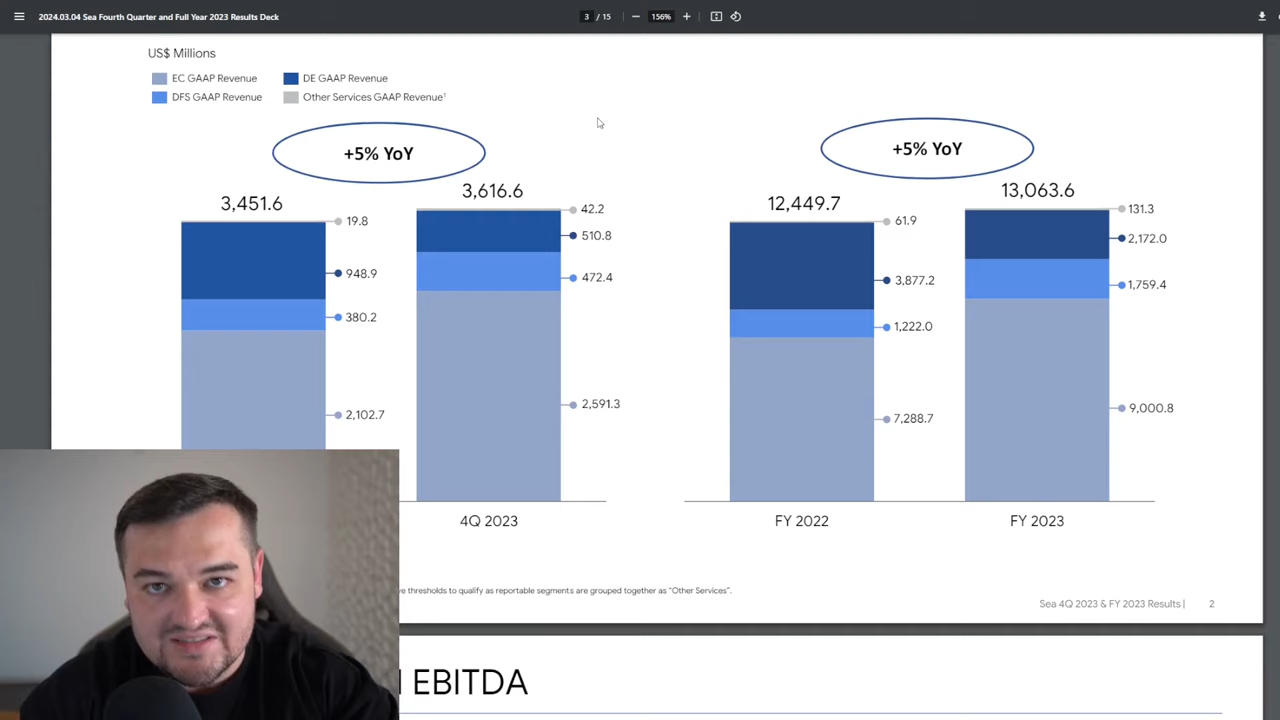 2024.03.04 Sea Fourth Quarter and Full Year 2023 Results Deck
3 / 15
156%
US$ Millions
EC GAAP Revenue
DE GAAP Revenue
DFS GAAP Revenue
Other Services GAAP Revenue¹
+5% YoY
3,451.6
3,616.6
19.8
948.9
380.2
2,102.7
42.2
510.8
472.4
2,591.3
4Q 2023
+5% YoY
12,449.7
13,063.6
61.9
3,877.2
1,222.0
7,288.7
131.3
2,172.0
1,759.4
9,000.8
FY 2022
FY 2023
thresholds to qualify as reportable segments are grouped together as “Other Services”.
Sea 4Q 2023 & FY 2023 Results | 2
EBITDA